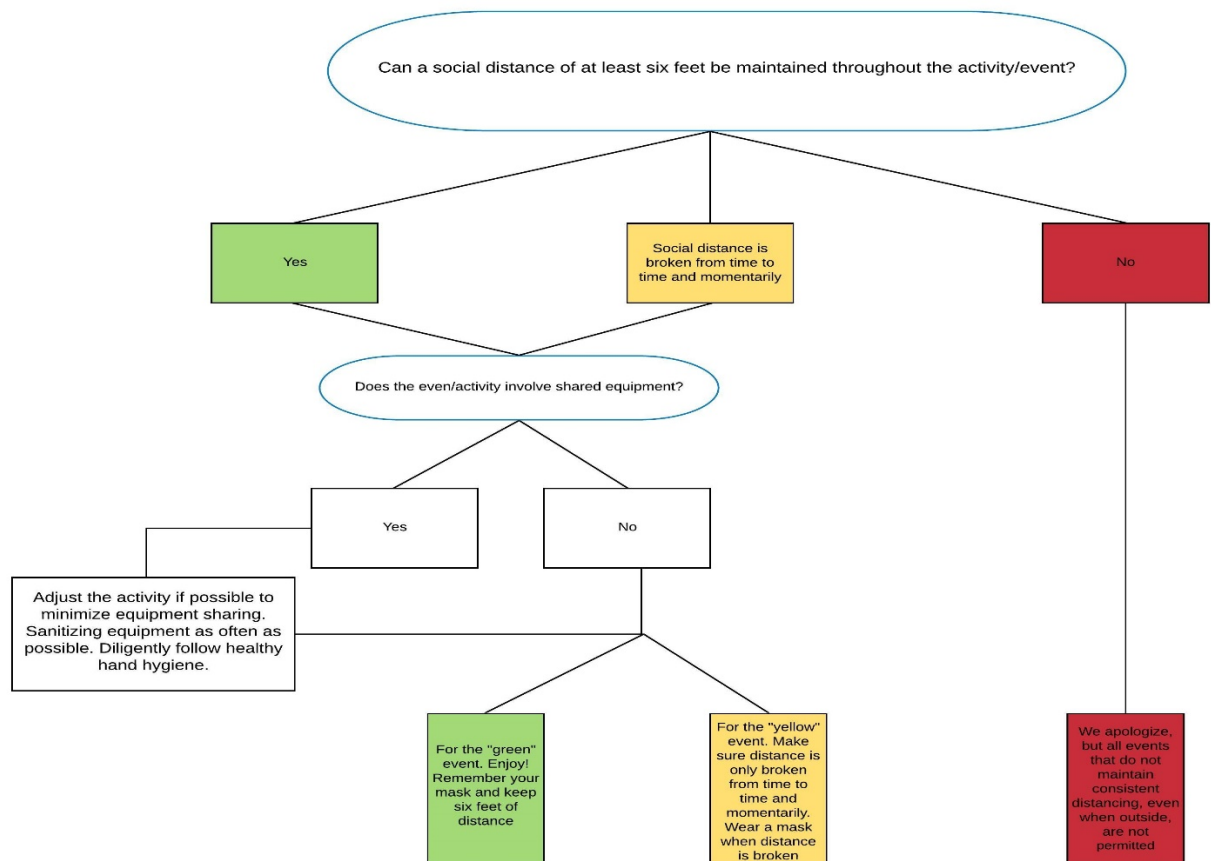 Can a social distance of at least six feet be maintained throughout the activity/event?
Yes
Social distance is
broken from time to
time and momentarily
No
Does the even/activity involve shared equipment?
Yes
No
Adjust the activity if possible to
minimize equipment sharing.
Sanitizing equipment as often as
possible. Diligently follow healthy
hand hygiene.
For the "green"
event. Enjoy!
Remember your
mask and keep
six feet of
distance
For the "yellow"
event. Make
sure distance is
only broken
from time to
time and
momentarily.
Wear a mask
when distance
is broken
We apologize,
but all events
that do not
maintain
consistent
distancing, even
when outside,
are not
permitted